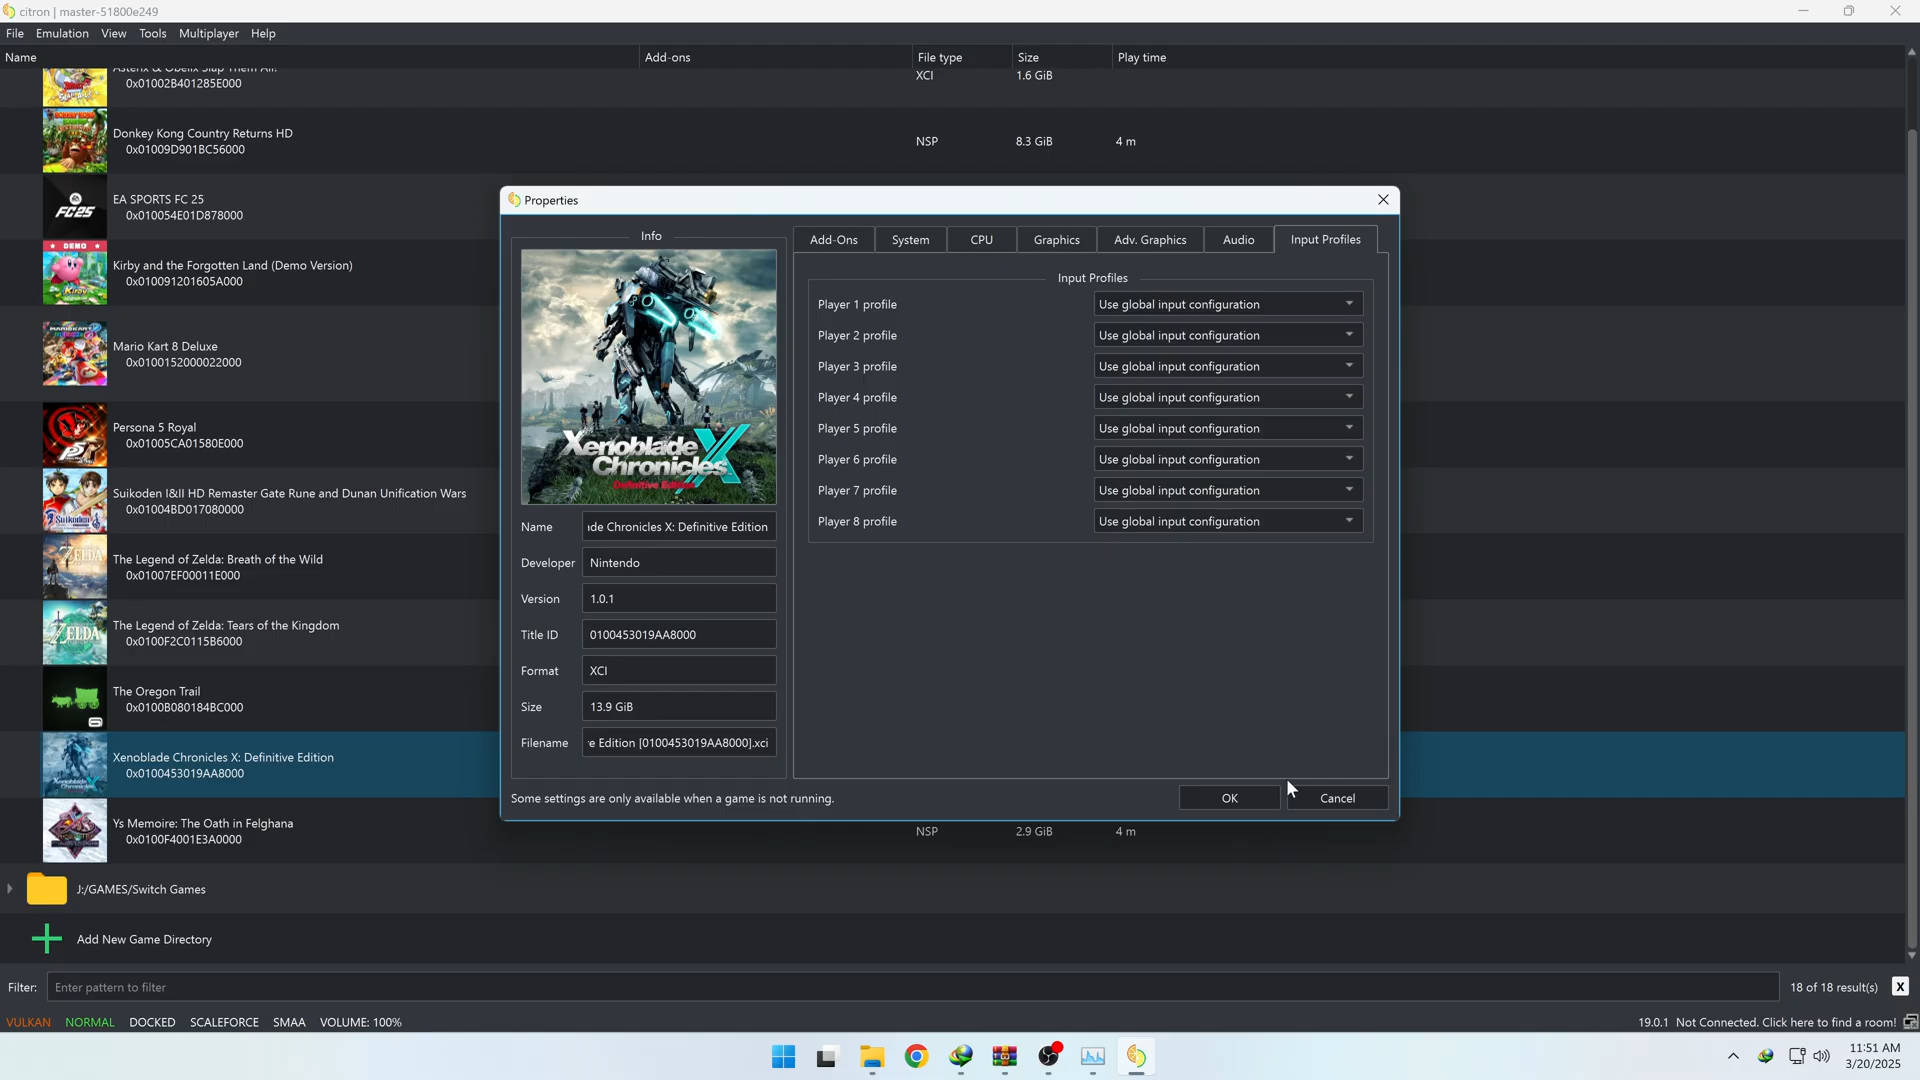 citron | master-51800e249
File Emulation View Tools Multiplayer Help
Name Add-ons File type Size Play time
Asterix & Obelix Slap Them All!
0x01002B401285E000 XCI 1.6 GiB
Donkey Kong Country Returns HD
0x01009D901BC56000 NSP 8.3 GiB 4 m
EA SPORTS FC 25
0x010054E01D878000
FC25
DEMO
Kirby and the Forgotten Land (Demo Version)
0x010091201605A000
Mario Kart 8 Deluxe
0x0100152000022000
Persona 5 Royal
0x01005CA01580E000
Suikoden I&II HD Remaster Gate Rune and Dunan Unification Wars
0x01004BD017080000
The Legend of Zelda: Breath of the Wild
0x01007EF00011E000
The Legend of Zelda: Tears of the Kingdom
0x0100F2C0115B6000
The Oregon Trail
0x0100B080184BC000
Xenoblade Chronicles X: Definitive Edition
0x0100453019AA8000
Ys Memoire: The Oath in Felghana
0x0100F4001E3A0000 NSP 2.9 GiB 4 m
J:/GAMES/Switch Games
Add New Game Directory
Properties
Info
Xenoblade
Chronicles X
Definitive Edition
Name de Chronicles X: Definitive Edition
Developer Nintendo
Version 1.0.1
Title ID 0100453019AA8000
Format XCI
Size 13.9 GiB
Filename e Edition [0100453019AA8000].xci
Add-Ons System CPU Graphics Adv. Graphics Audio Input Profiles
Input Profiles
Player 1 profile Use global input configuration
Player 2 profile Use global input configuration
Player 3 profile Use global input configuration
Player 4 profile Use global input configuration
Player 5 profile Use global input configuration
Player 6 profile Use global input configuration
Player 7 profile Use global input configuration
Player 8 profile Use global input configuration
Some settings are only available when a game is not running.
OK Cancel
Filter: Enter pattern to filter 18 of 18 result(s) X
VULKAN NORMAL DOCKED SCALEFORCE SMAA VOLUME: 100% 19.0.1 Not Connected. Click here to find a room!
11:51 AM
3/20/2025